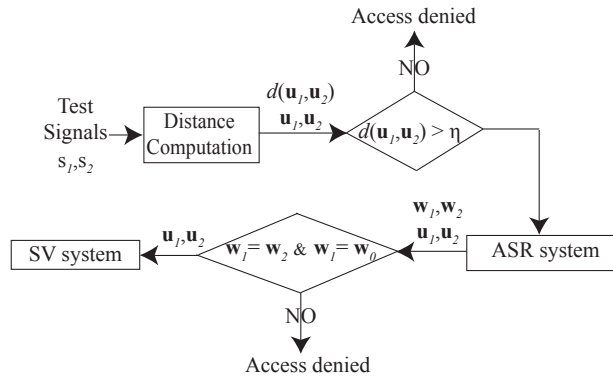 Access denied
NO
Test
Signals
s₁,s₂
Distance
Computation
d(u₁,u₂)
u₁,u₂
d(u₁,u₂) > η
w₁,w₂
u₁,u₂
ASR system
w₁= w₂ & w₁= w₀
u₁,u₂
SV system
NO
Access denied